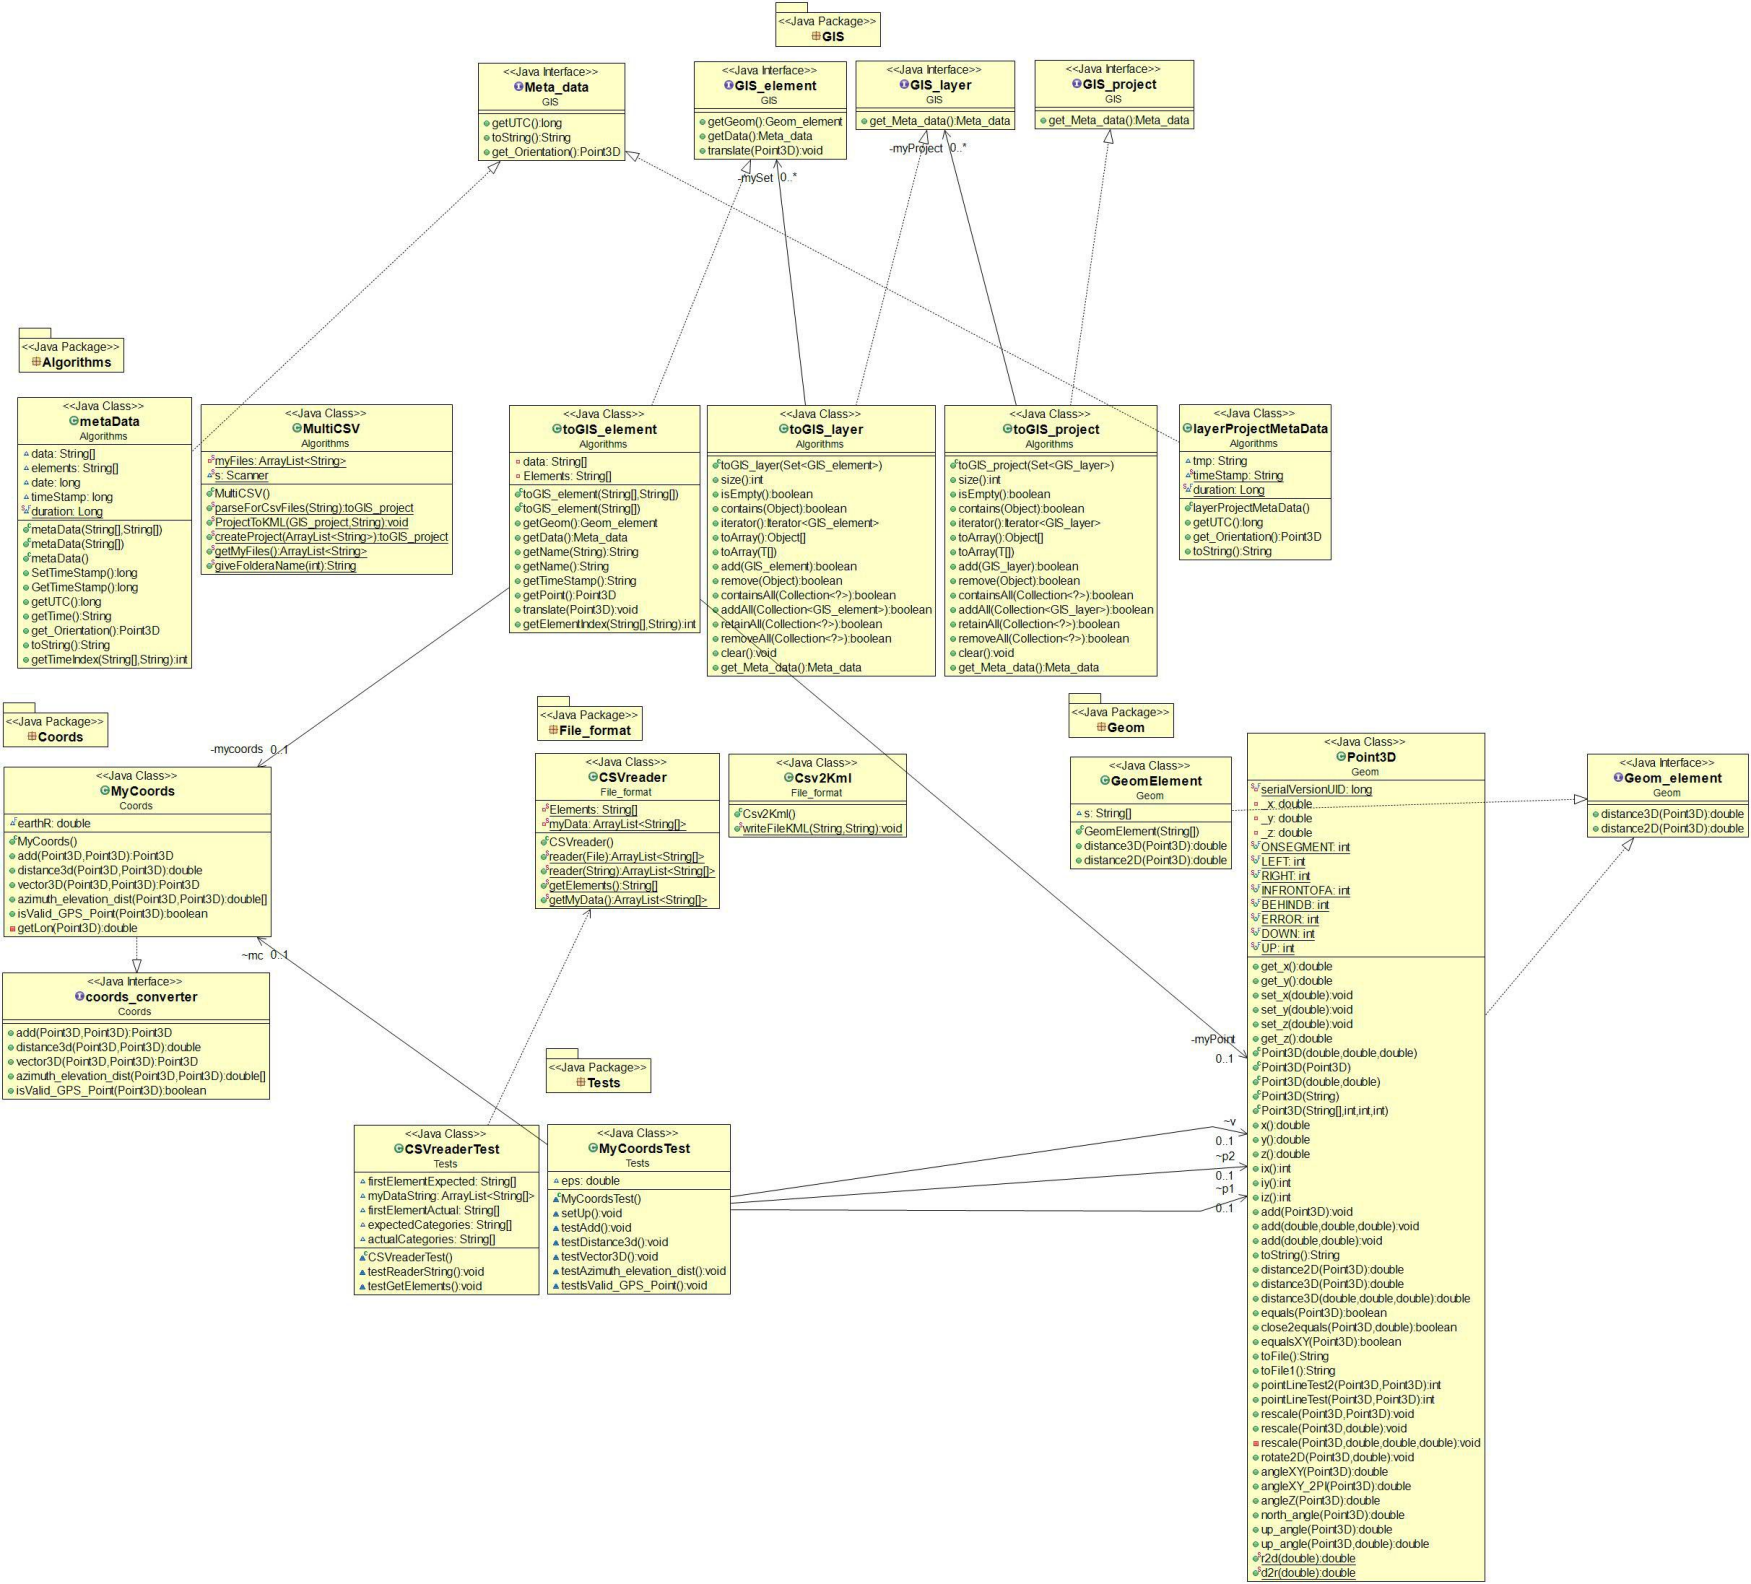 <<Java Package>>
GIS
<<Java Interface>>
Meta_data
GIS
getUTC():long
toString():String
get_Orientation():Point3D
<<Java Interface>>
GIS_element
GIS
getGeom():Geom_element
getData():Meta_data
translate(Point3D):void
<<Java Interface>>
GIS_layer
GIS
get_Meta_data():Meta_data
<<Java Interface>>
GIS_project
GIS
get_Meta_data():Meta_data
-mySet 0..*
-myProject 0..*
<<Java Package>>
Algorithms
<<Java Class>>
metaData
Algorithms
data: String[]
elements: String[]
date: long
timeStamp: long
duration: Long
metaData(String[],String[])
metaData(String[])
metaData()
SetTimeStamp():long
GetTimeStamp():long
getUTC():long
getTime():String
get_Orientation():Point3D
toString():String
getTimeIndex(String[],String):int
<<Java Class>>
MultiCSV
Algorithms
myFiles: ArrayList<String>
s: Scanner
MultiCSV()
parseForCsvFiles(String):toGIS_project
ProjectToKML(GIS_project,String):void
createProject(ArrayList<String>):toGIS_project
getMyFiles():ArrayList<String>
giveFolderaName(int):String
<<Java Class>>
toGIS_element
Algorithms
data: String[]
Elements: String[]
toGIS_element(String[],String[])
toGIS_element(String[])
getGeom():Geom_element
getData():Meta_data
getName(String):String
getName():String
getTimeStamp():String
getPoint():Point3D
translate(Point3D):void
getElementIndex(String[],String):int
<<Java Class>>
toGIS_layer
Algorithms
toGIS_layer(Set<GIS_element>)
size():int
isEmpty():boolean
contains(Object):boolean
iterator():Iterator<GIS_element>
toArray():Object[]
toArray(T[])
add(GIS_element):boolean
remove(Object):boolean
containsAll(Collection<?>):boolean
addAll(Collection<GIS_element>):boolean
retainAll(Collection<?>):boolean
removeAll(Collection<?>):boolean
clear():void
get_Meta_data():Meta_data
<<Java Class>>
toGIS_project
Algorithms
toGIS_project(Set<GIS_layer>)
size():int
isEmpty():boolean
contains(Object):boolean
iterator():Iterator<GIS_layer>
toArray():Object[]
toArray(T[])
add(GIS_layer):boolean
remove(Object):boolean
containsAll(Collection<?>):boolean
addAll(Collection<GIS_layer>):boolean
retainAll(Collection<?>):boolean
removeAll(Collection<?>):boolean
clear():void
get_Meta_data():Meta_data
<<Java Class>>
layerProjectMetaData
Algorithms
tmp: String
timeStamp: String
duration: Long
layerProjectMetaData()
getUTC():long
get_Orientation():Point3D
toString():String
<<Java Package>>
Coords
-mycoords 0..1
<<Java Class>>
MyCoords
Coords
earthR: double
MyCoords()
add(Point3D,Point3D):Point3D
distance3d(Point3D,Point3D):double
vector3D(Point3D,Point3D):Point3D
azimuth_elevation_dist(Point3D,Point3D):double[]
isValid_GPS_Point(Point3D):boolean
getLon(Point3D):double
~mc 0..1
<<Java Interface>>
coords_converter
Coords
add(Point3D,Point3D):Point3D
distance3d(Point3D,Point3D):double
vector3D(Point3D,Point3D):Point3D
azimuth_elevation_dist(Point3D,Point3D):double[]
isValid_GPS_Point(Point3D):boolean
<<Java Package>>
File_format
<<Java Class>>
CSVreader
File_format
Elements: String[]
myData: ArrayList<String[]>
CSVreader()
reader(File):ArrayList<String[]>
reader(String):ArrayList<String[]>
getElements():String[]
getMyData():ArrayList<String[]>
<<Java Class>>
Csv2Kml
File_format
Csv2Kml()
writeFileKML(String,String):void
<<Java Package>>
Geom
<<Java Class>>
GeomElement
Geom
s: String[]
GeomElement(String[])
distance3D(Point3D):double
distance2D(Point3D):double
<<Java Class>>
Point3D
Geom
serialVersionUID: long
_x: double
_y: double
_z: double
ONSEGMENT: int
LEFT: int
RIGHT: int
INFRONTOFA: int
BEHINDB: int
ERROR: int
DOWN: int
UP: int
get_x():double
get_y():double
set_x(double):void
set_y(double):void
set_z(double):void
get_z():double
Point3D(double,double,double)
Point3D(Point3D)
Point3D(double,double)
Point3D(String)
Point3D(String[],int,int,int)
x():double
y():double
z():double
ix():int
iy():int
iz():int
add(Point3D):void
add(double,double,double):void
add(double,double):void
toString():String
distance2D(Point3D):double
distance3D(Point3D):double
distance3D(double,double,double):double
equals(Point3D):boolean
close2equals(Point3D,double):boolean
equalsXY(Point3D):boolean
toFile():String
toFile1():String
pointLineTest2(Point3D,Point3D):int
pointLineTest(Point3D,Point3D):int
rescale(Point3D,Point3D):void
rescale(Point3D,double):void
rescale(Point3D,double,double,double):void
rotate2D(Point3D,double):void
angleXY(Point3D):double
angleXY_2PI(Point3D):double
angleZ(Point3D):double
north_angle(Point3D):double
up_angle(Point3D):double
up_angle(Point3D,double):double
r2d(double):double
d2r(double):double
<<Java Interface>>
Geom_element
Geom
distance3D(Point3D):double
distance2D(Point3D):double
-myPoint
0..1
~v
0..1
~p2
0..1
~p1
0..1
<<Java Package>>
Tests
<<Java Class>>
CSVreaderTest
Tests
firstElementExpected: String[]
myDataString: ArrayList<String[]>
firstElementActual: String[]
expectedCategories: String[]
actualCategories: String[]
CSVreaderTest()
testReaderString():void
testGetElements():void
<<Java Class>>
MyCoordsTest
Tests
eps: double
MyCoordsTest()
setUp():void
testAdd():void
testDistance3d():void
testVector3D():void
testAzimuth_elevation_dist():void
testIsValid_GPS_Point():void